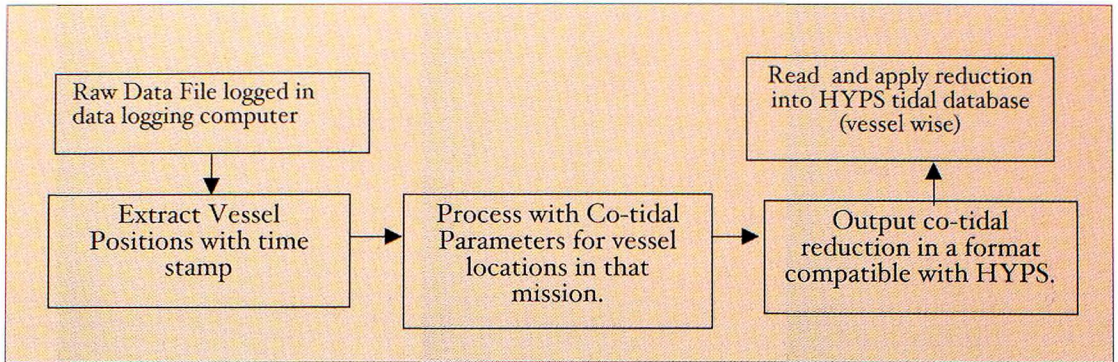 Raw Data File logged in
data logging computer
Extract Vessel
Positions with time
stamp
Process with Co-tidal
Parameters for vessel
locations in that
mission.
Output co-tidal
reduction in a format
compatible with HYPS.
Read and apply reduction
into HYPS tidal database
(vessel wise)